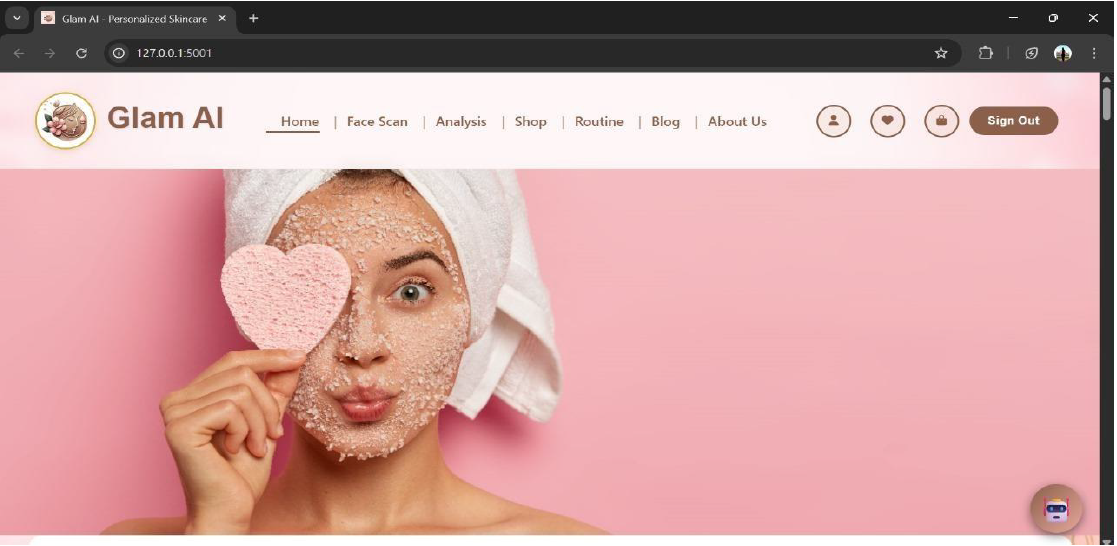 Glam AI - Personalized Skincare
127.0.0.1:5001
Glam AI
Home | Face Scan | Analysis | Shop | Routine | Blog | About Us
Sign Out